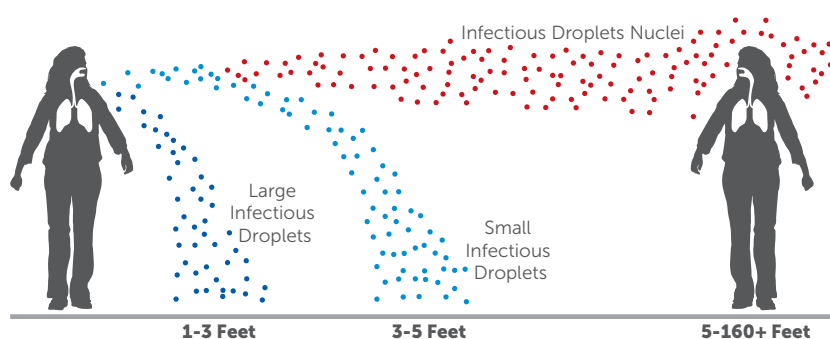 Infectious Droplets Nuclei
Large
Infectious
Droplets
Small
Infectious
Droplets
1-3 Feet
3-5 Feet
5-160+ Feet